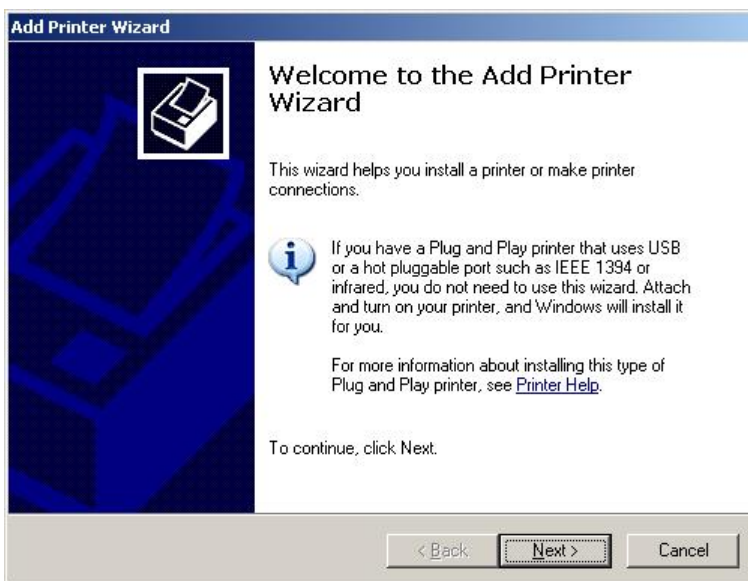 Add Printer Wizard
Welcome to the Add Printer
Wizard
This wizard helps you install a printer or make printer
connections.
If you have a Plug and Play printer that uses USB
or a hot pluggable port such as IEEE 1394 or
infrared, you do not need to use this wizard. Attach
and turn on your printer, and Windows will install it
for you.
For more information about installing this type of
Plug and Play printer, see Printer Help.
To continue, click Next.
< Back
Next >
Cancel